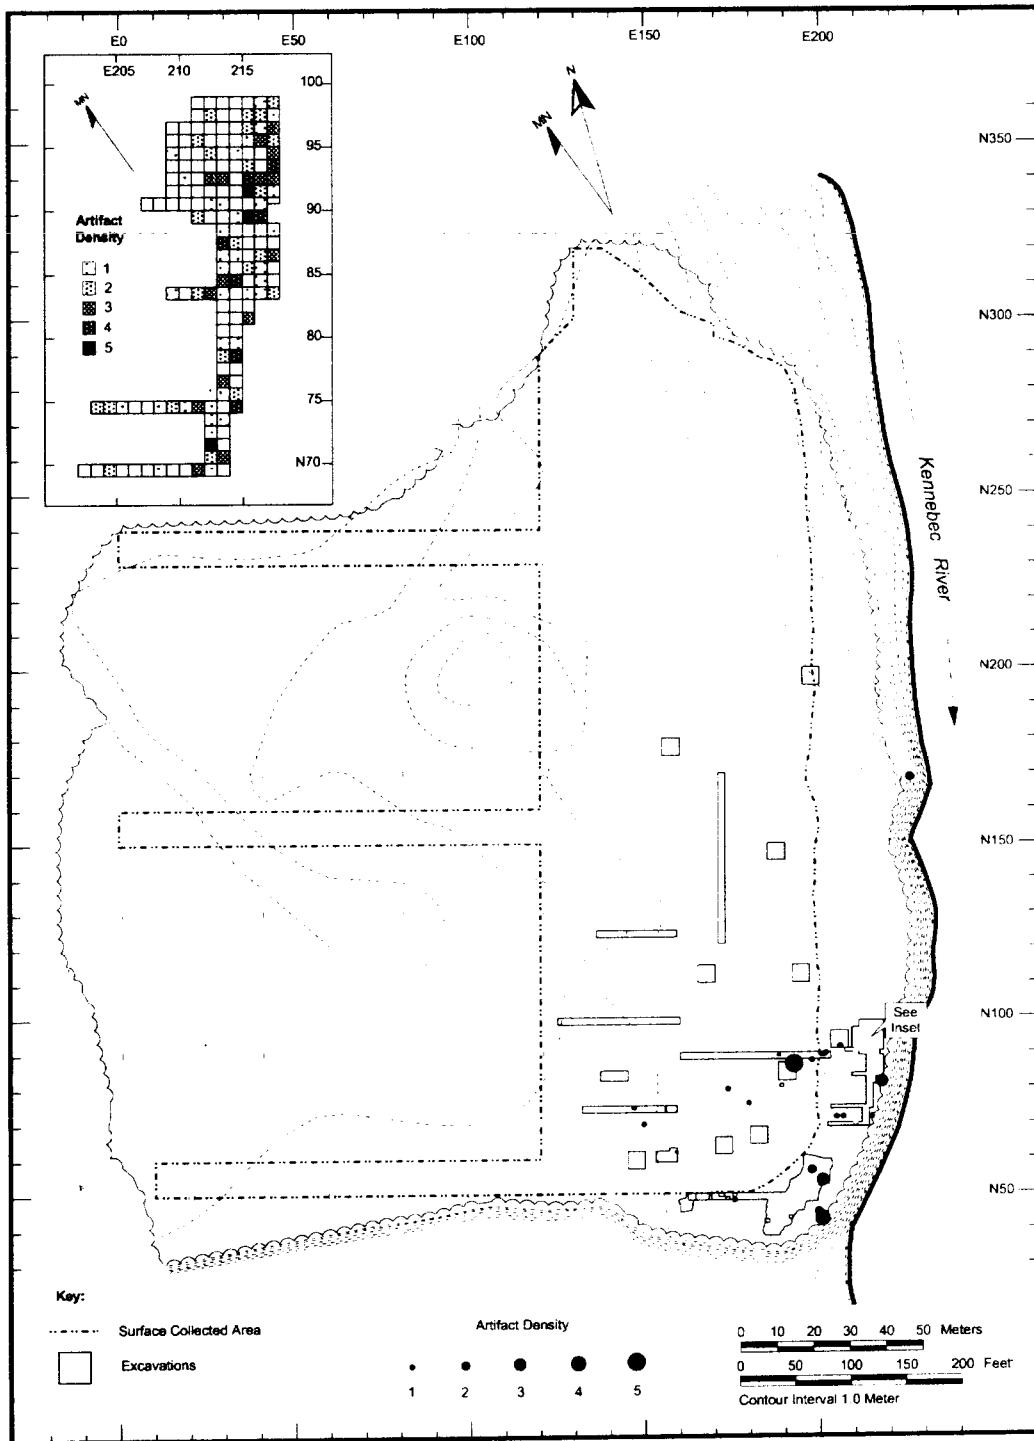 E0 E50 E100 E150 E200
E205 210 215
100
95
90
85
80
75
N70
MN
Artifact
Density
1
2
3
4
5
N
MN
N350
N300
N250
N200
N150
N100
N50
Kennebec River
See
Inset
Key:
Surface Collected Area
Excavations
Artifact Density
1 2 3 4 5
0 10 20 30 40 50 Meters
0 50 100 150 200 Feet
Contour Interval 1.0 Meter